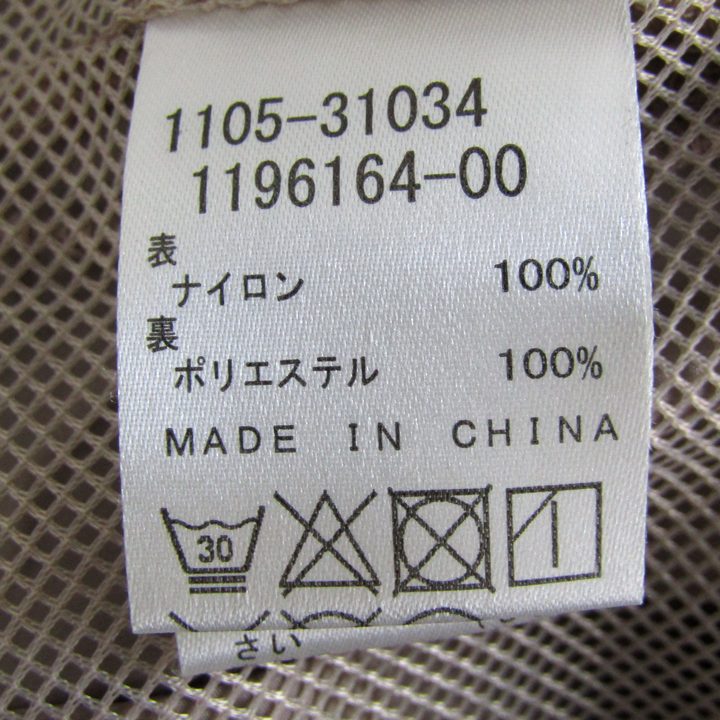 1105-31034
1196164-00
表
ナイロン 100%
裏
ポリエステル 100%
MADE IN CHINA
30
さい